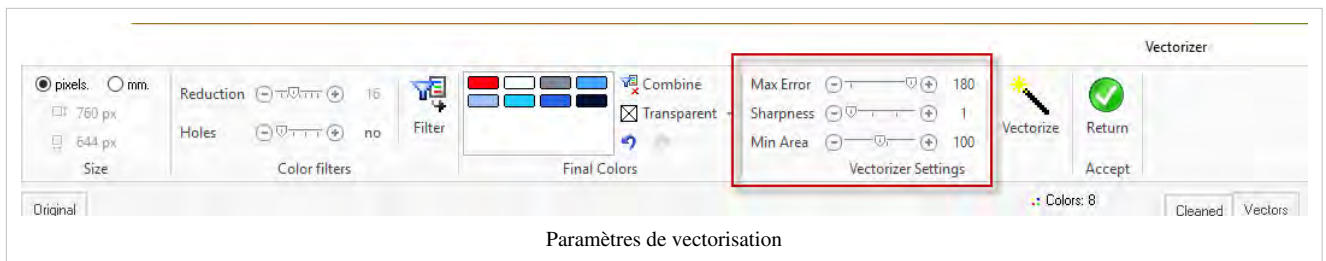 Vectorizer
pixels. mm.
760 px
644 px
Size
Reduction 16
Holes no
Color filters
Filter
Combine
Transparent
Final Colors
Max Error 180
Sharpness 1
Min Area 100
Vectorizer Settings
Vectorize
Return
Accept
Original
.: Colors: 8
Cleaned Vectors
Paramètres de vectorisation